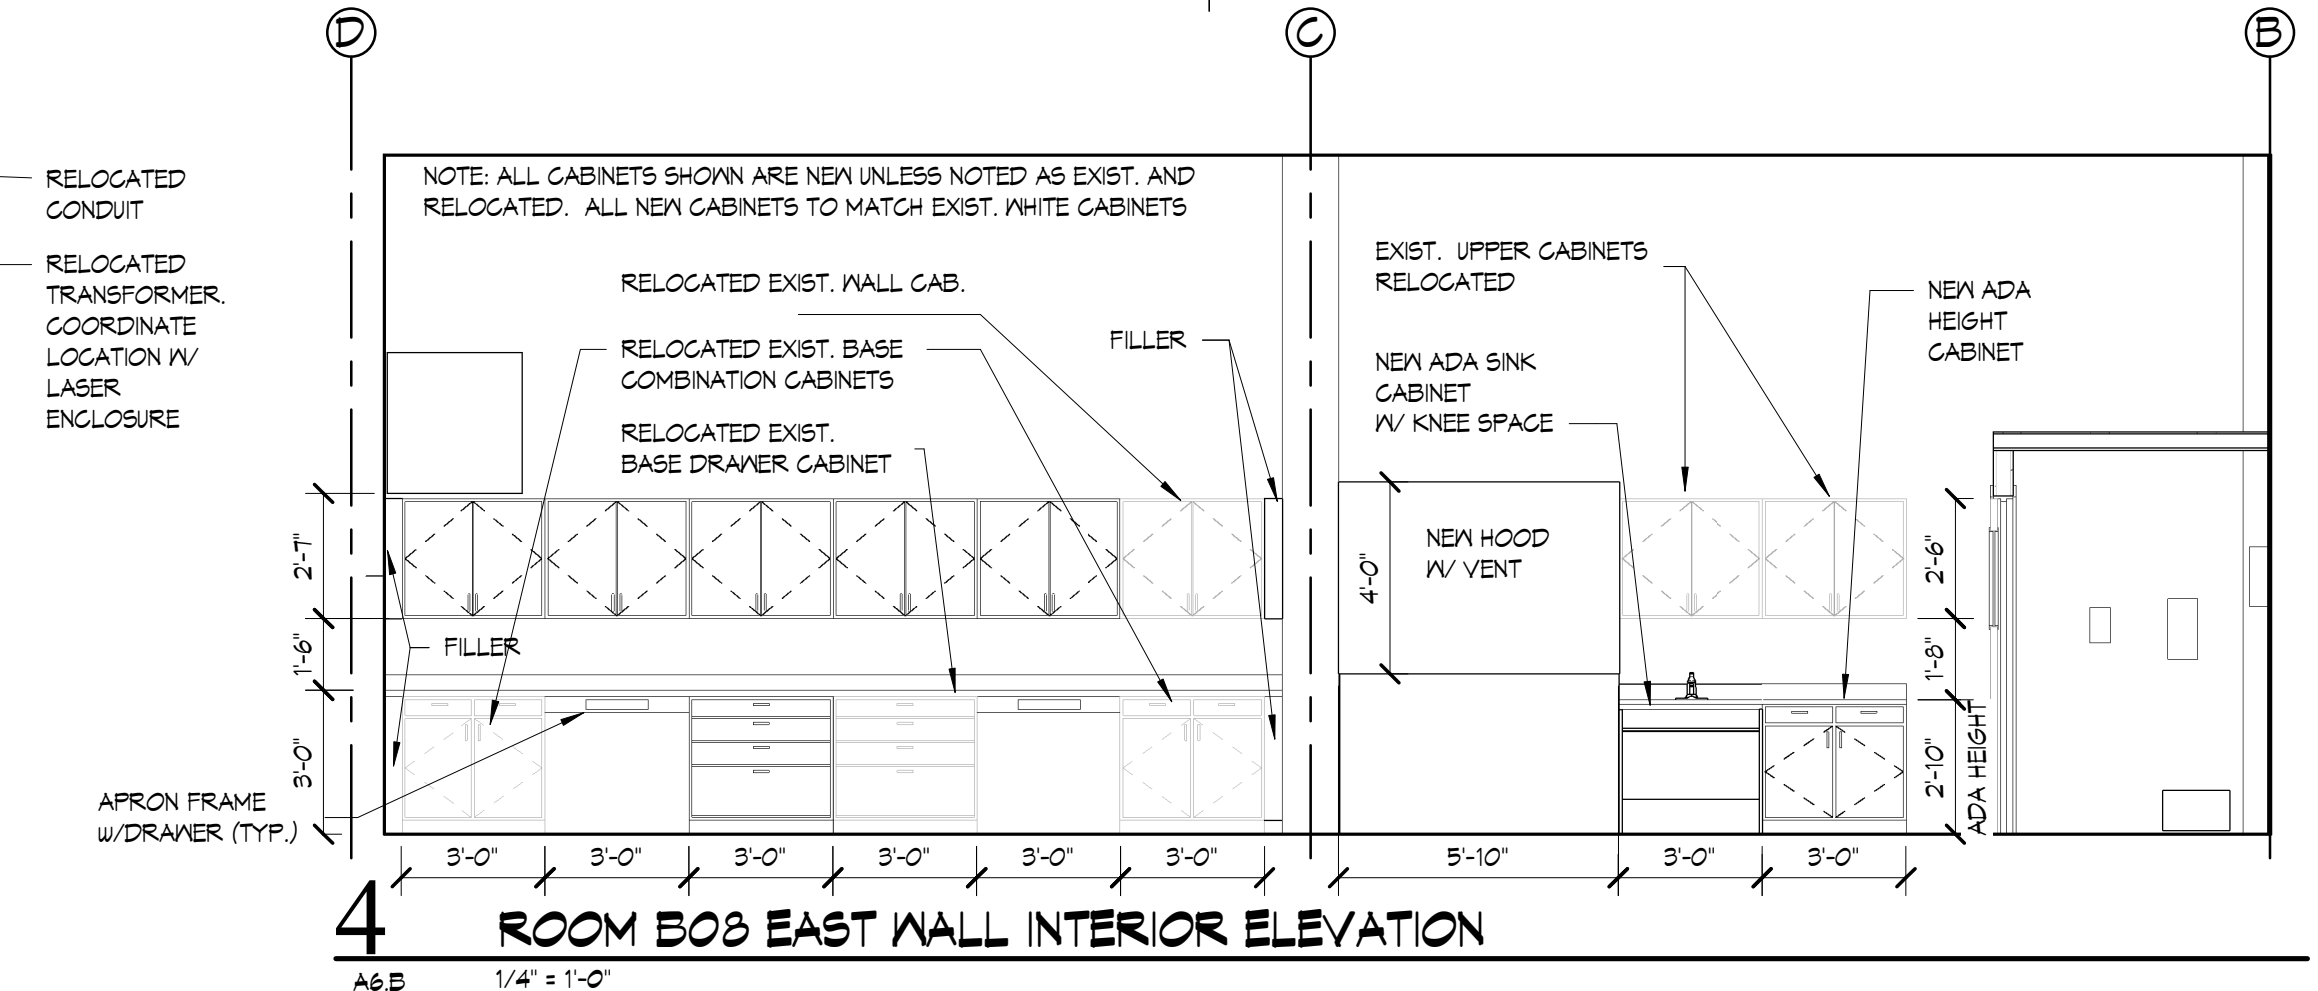 D
C
B
RELOCATED
CONDUIT
RELOCATED
TRANSFORMER.
COORDINATE
LOCATION W/
LASER
ENCLOSURE
NOTE: ALL CABINETS SHOWN ARE NEW UNLESS NOTED AS EXIST. AND
RELOCATED.  ALL NEW CABINETS TO MATCH EXIST. WHITE CABINETS
RELOCATED EXIST. WALL CAB.
RELOCATED EXIST. BASE
COMBINATION CABINETS
RELOCATED EXIST.
BASE DRAWER CABINET
FILLER
EXIST.  UPPER CABINETS
RELOCATED
NEW ADA SINK
CABINET
W/ KNEE SPACE
NEW ADA
HEIGHT
CABINET
NEW HOOD
W/ VENT
4'-0"
2'-7"
1'-6"
3'-0"
FILLER
APRON FRAME
w/DRAWER (TYP.)
2'-6"
1'-8"
2'-10"
ADA HEIGHT
3'-0" 3'-0" 3'-0" 3'-0" 3'-0" 3'-0" 5'-10" 3'-0" 3'-0"
4 ROOM B08 EAST WALL INTERIOR ELEVATION
A6.B 1/4" = 1'-0"